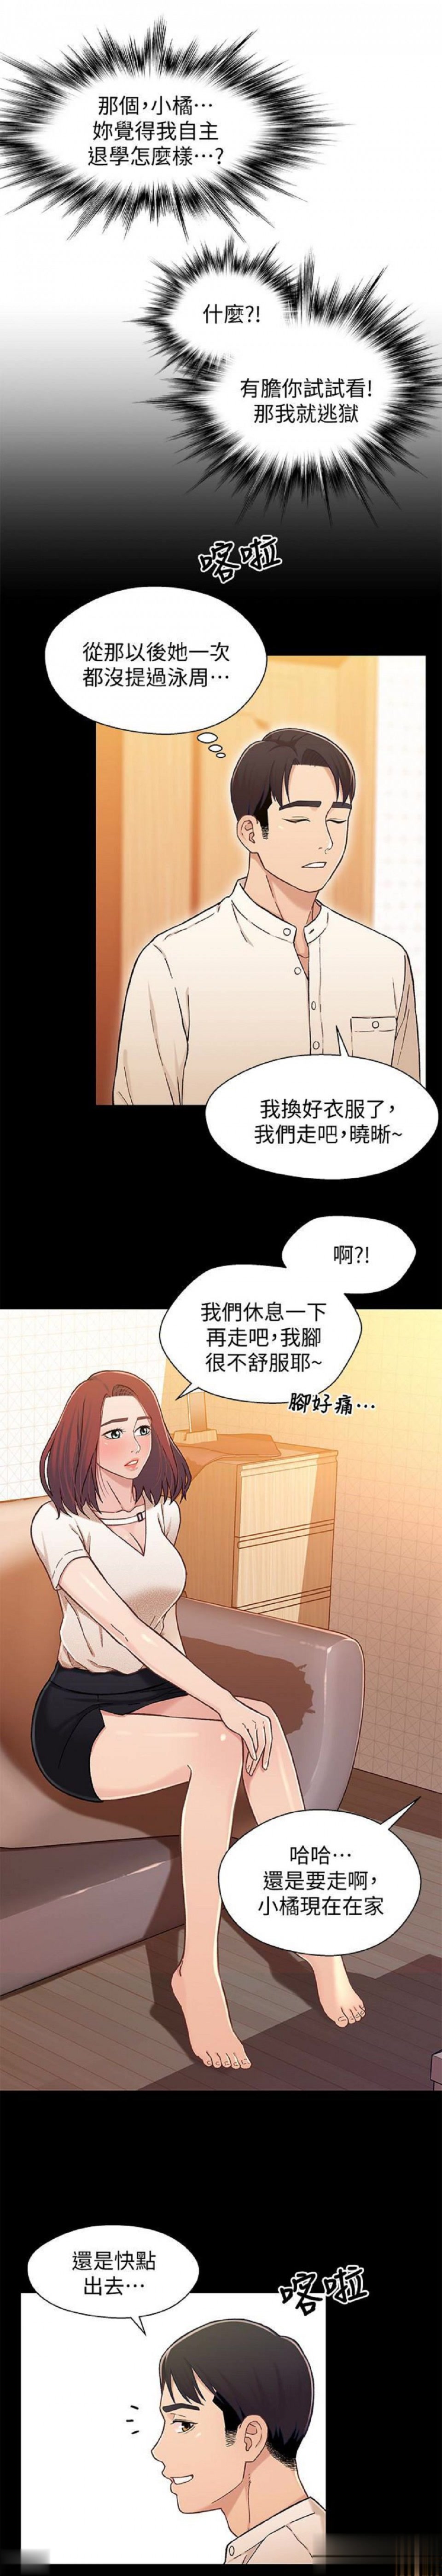 那個,小橘…
妳覺得我自主
退學怎麼樣…?
什麼?!
有膽你試試看!
那我就逃獄
喀啦
從那以後她一次
都沒提過泳周…
我換好衣服了,
我們走吧,曉晰~
啊?!
我們休息一下
再走吧,我腳
很不舒服耶~
腳好痛…
哈哈…
還是要走啊,
小橘現在在家
還是快點
出去…
喀啦